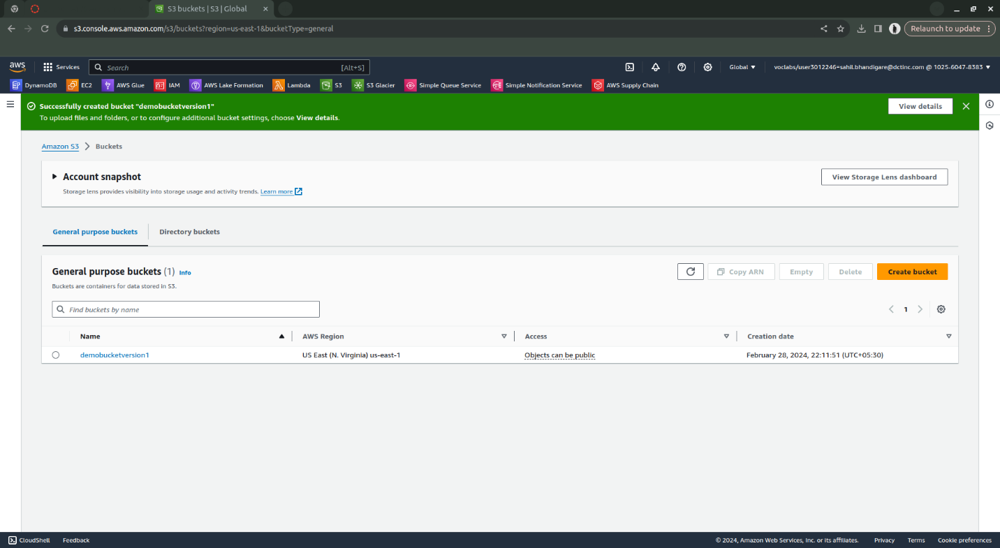 S3 buckets | S3 | Global
s3.console.aws.amazon.com/s3/buckets?region=us-east-1&bucketType=general
Relaunch to update
aws
Services
Search
[Alt+S]
Global
voclabs/user3012246=sahil.bhandigare@dctinc.com @ 1025-6047-8383
DynamoDB
EC2
AWS Glue
IAM
AWS Lake Formation
Lambda
S3
S3 Glacier
Simple Queue Service
Simple Notification Service
AWS Supply Chain
Successfully created bucket "demobucketversion1"
To upload files and folders, or to configure additional bucket settings, choose View details.
View details
Amazon S3
Buckets
Account snapshot
Storage lens provides visibility into storage usage and activity trends. Learn more
View Storage Lens dashboard
General purpose buckets
Directory buckets
General purpose buckets (1) Info
Buckets are containers for data stored in S3.
Copy ARN
Empty
Delete
Create bucket
Find buckets by name
1
Name
AWS Region
Access
Creation date
demobucketversion1
US East (N. Virginia) us-east-1
Objects can be public
February 28, 2024, 22:11:51 (UTC+05:30)
CloudShell
Feedback
© 2024, Amazon Web Services, Inc. or its affiliates.
Privacy
Terms
Cookie preferences